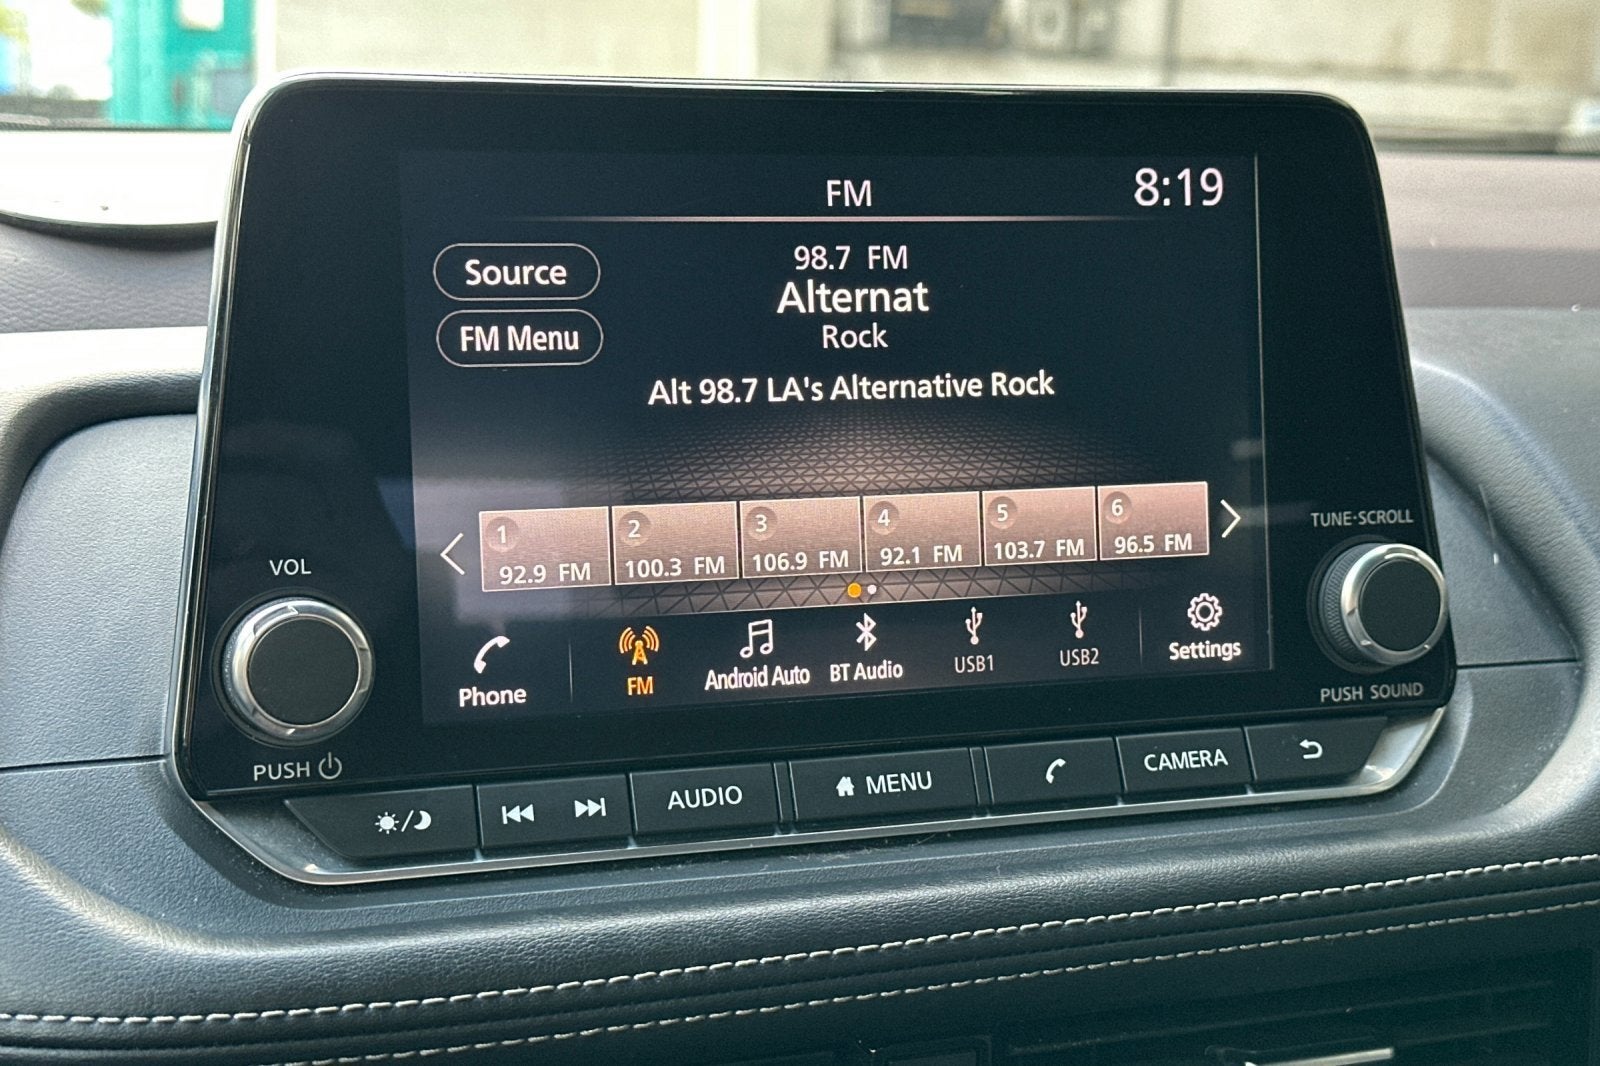 FM
8:19
Source
98.7 FM
Alternat
FM Menu
Rock
Alt 98.7 LA's Alternative Rock
1
92.9 FM
2
100.3 FM
3
106.9 FM
4
92.1 FM
5
103.7 FM
6
96.5 FM
Phone
FM
Android Auto
BT Audio
USB1
USB2
Settings
VOL
PUSH
TUNE·SCROLL
PUSH SOUND
AUDIO
MENU
CAMERA